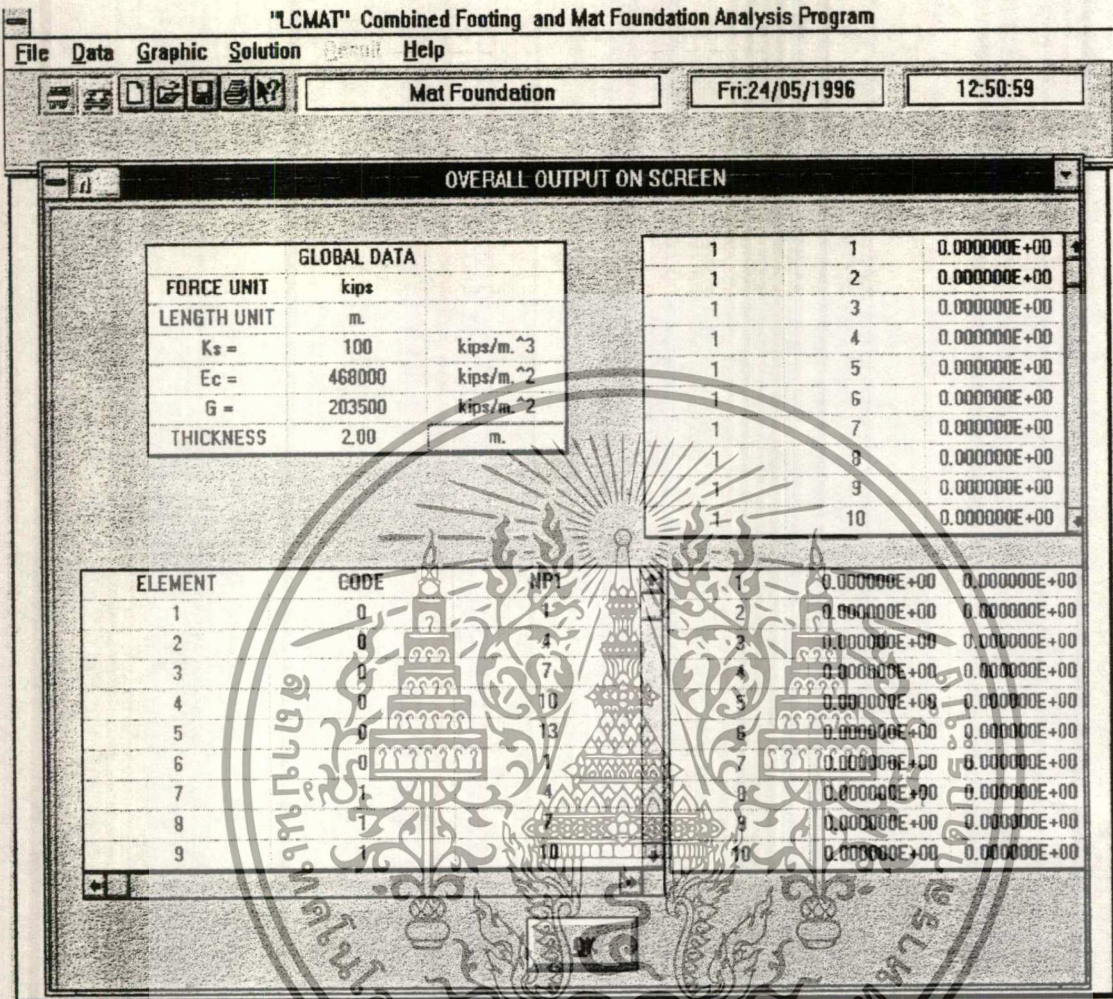 "LCMAT" Combined Footing and Mat Foundation Analysis Program
File Data Graphic Solution Result Help
Mat Foundation Fri:24/05/1996 12:50:59
OVERALL OUTPUT ON SCREEN
GLOBAL DATA
FORCE UNIT kips
LENGTH UNIT m.
Ks = 100 kips/m.^3
Ec = 468000 kips/m.^2
G = 203500 kips/m.^2
THICKNESS 2.00 m.
1 1 0.000000E+00
1 2 0.000000E+00
1 3 0.000000E+00
1 4 0.000000E+00
1 5 0.000000E+00
1 6 0.000000E+00
1 7 0.000000E+00
1 8 0.000000E+00
1 9 0.000000E+00
1 10 0.000000E+00
ELEMENT CODE NP1
1 0 1
2 0 4
3 0 7
4 0 10
5 0 13
6 0 1
7 1 4
8 1 7
9 1 10
1 0.000000E+00 0.000000E+00
2 0.000000E+00 0.000000E+00
3 0.000000E+00 0.000000E+00
4 0.000000E+00 0.000000E+00
5 0.000000E+00 0.000000E+00
6 0.000000E+00 0.000000E+00
7 0.000000E+00 0.000000E+00
8 0.000000E+00 0.000000E+00
9 0.000000E+00 0.000000E+00
10 0.000000E+00 0.000000E+00
OK